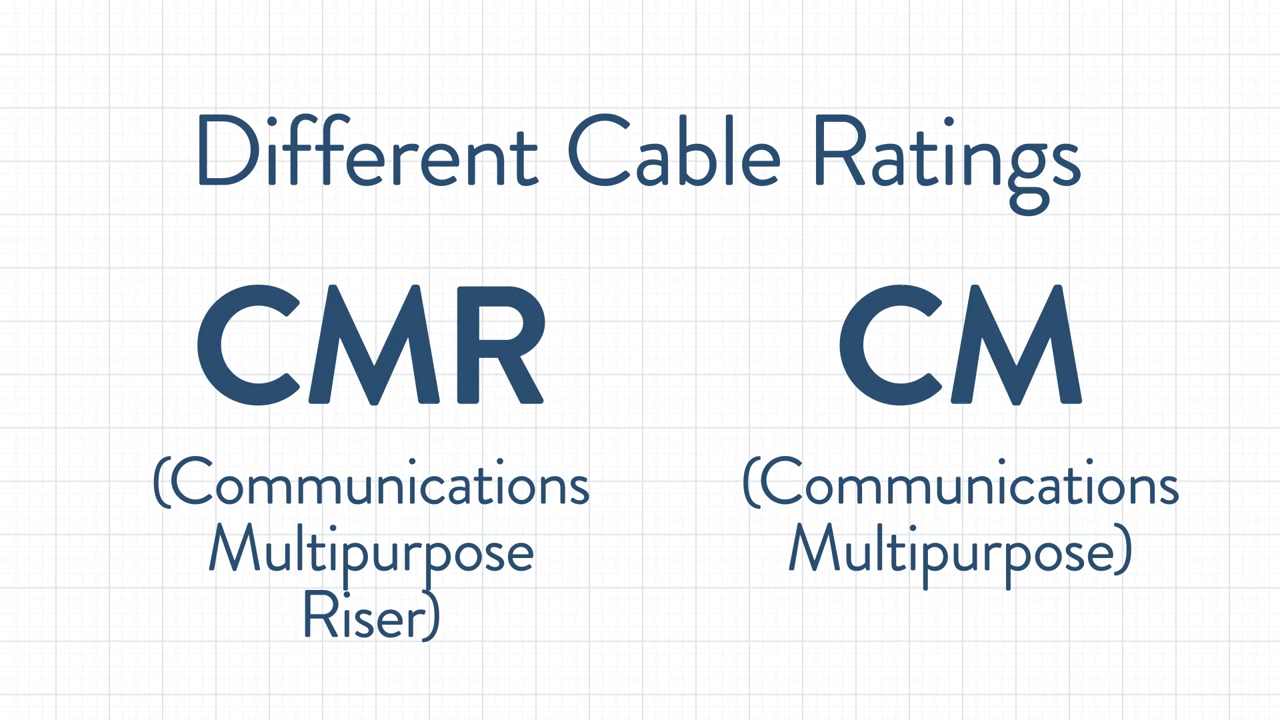 Different Cable Ratings
CMR
(Communications
Multipurpose
Riser)
CM
(Communications
Multipurpose)